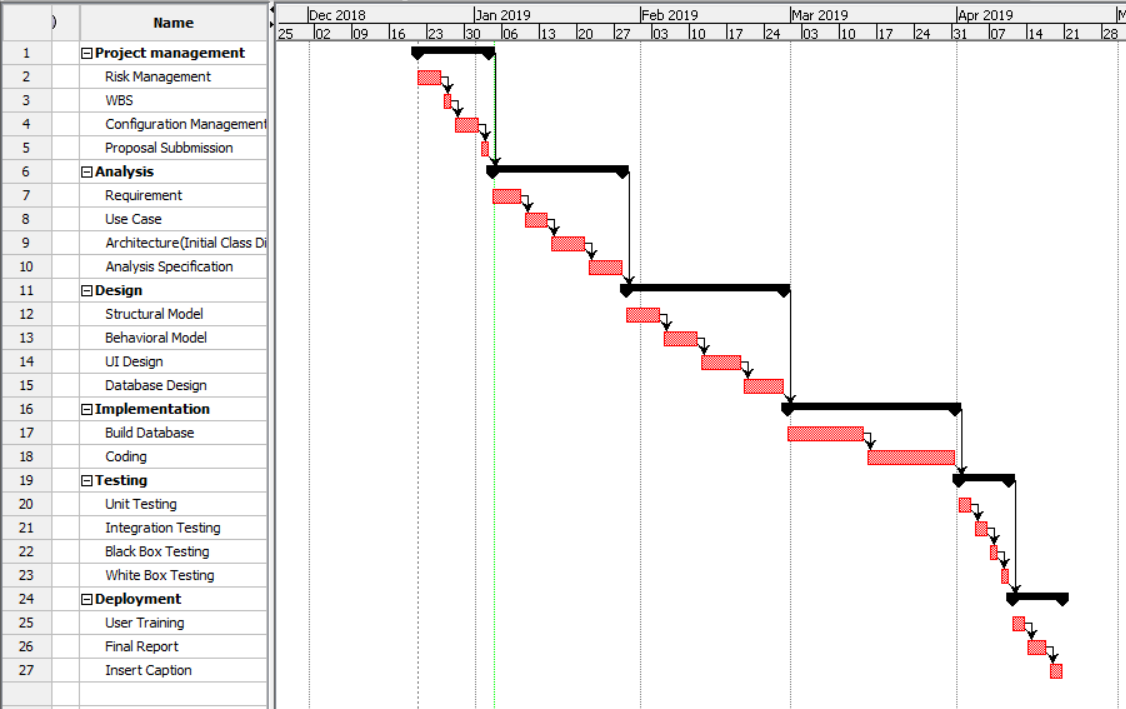 ) Name
Dec 2018 Jan 2019 Feb 2019 Mar 2019 Apr 2019 M
25 02 09 16 23 30 06 13 20 27 03 10 17 24 03 10 17 24 31 07 14 21 28
1 Project management
2 Risk Management
3 WBS
4 Configuration Management
5 Proposal Subbmission
6 Analysis
7 Requirement
8 Use Case
9 Architecture(Initial Class Di
10 Analysis Specification
11 Design
12 Structural Model
13 Behavioral Model
14 UI Design
15 Database Design
16 Implementation
17 Build Database
18 Coding
19 Testing
20 Unit Testing
21 Integration Testing
22 Black Box Testing
23 White Box Testing
24 Deployment
25 User Training
26 Final Report
27 Insert Caption